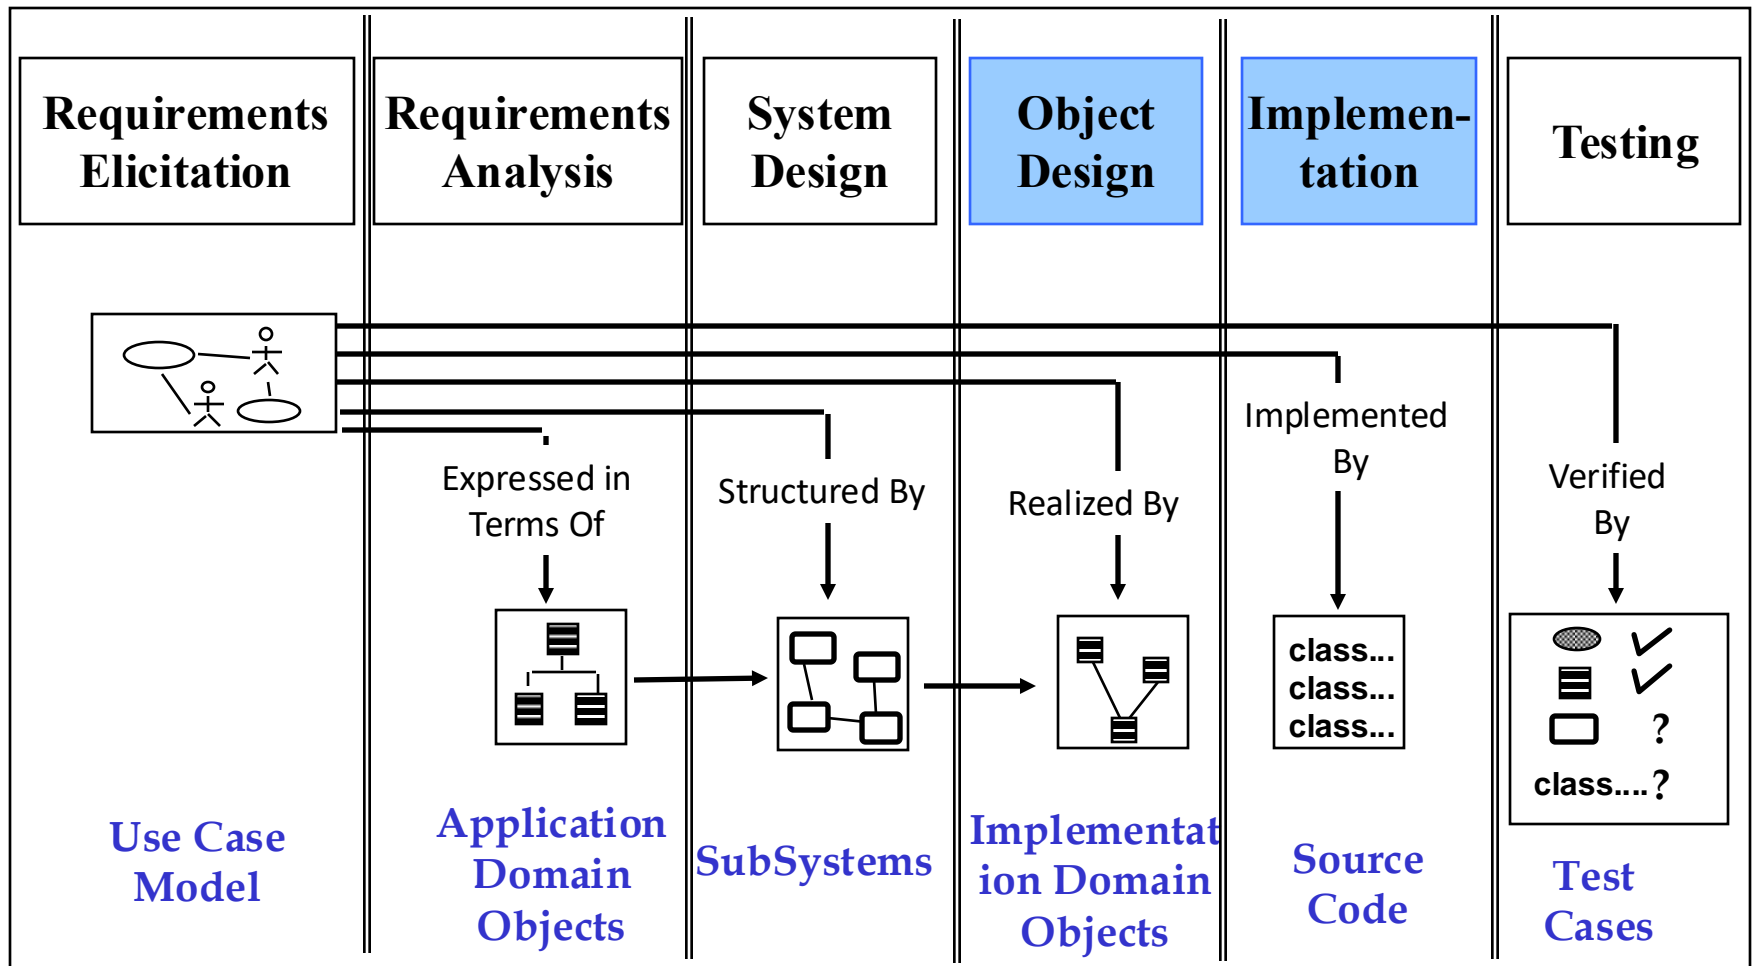 Requirements
Elicitation
Requirements
Analysis
System
Design
Object
Design
Implemen-
tation
Testing
Expressed in
Terms Of
Structured By
Realized By
Implemented
By
Verified
By
class...
class...
class...
?
class....?
Use Case
Model
Application
Domain
Objects
SubSystems
Implementat
ion Domain
Objects
Source
Code
Test
Cases